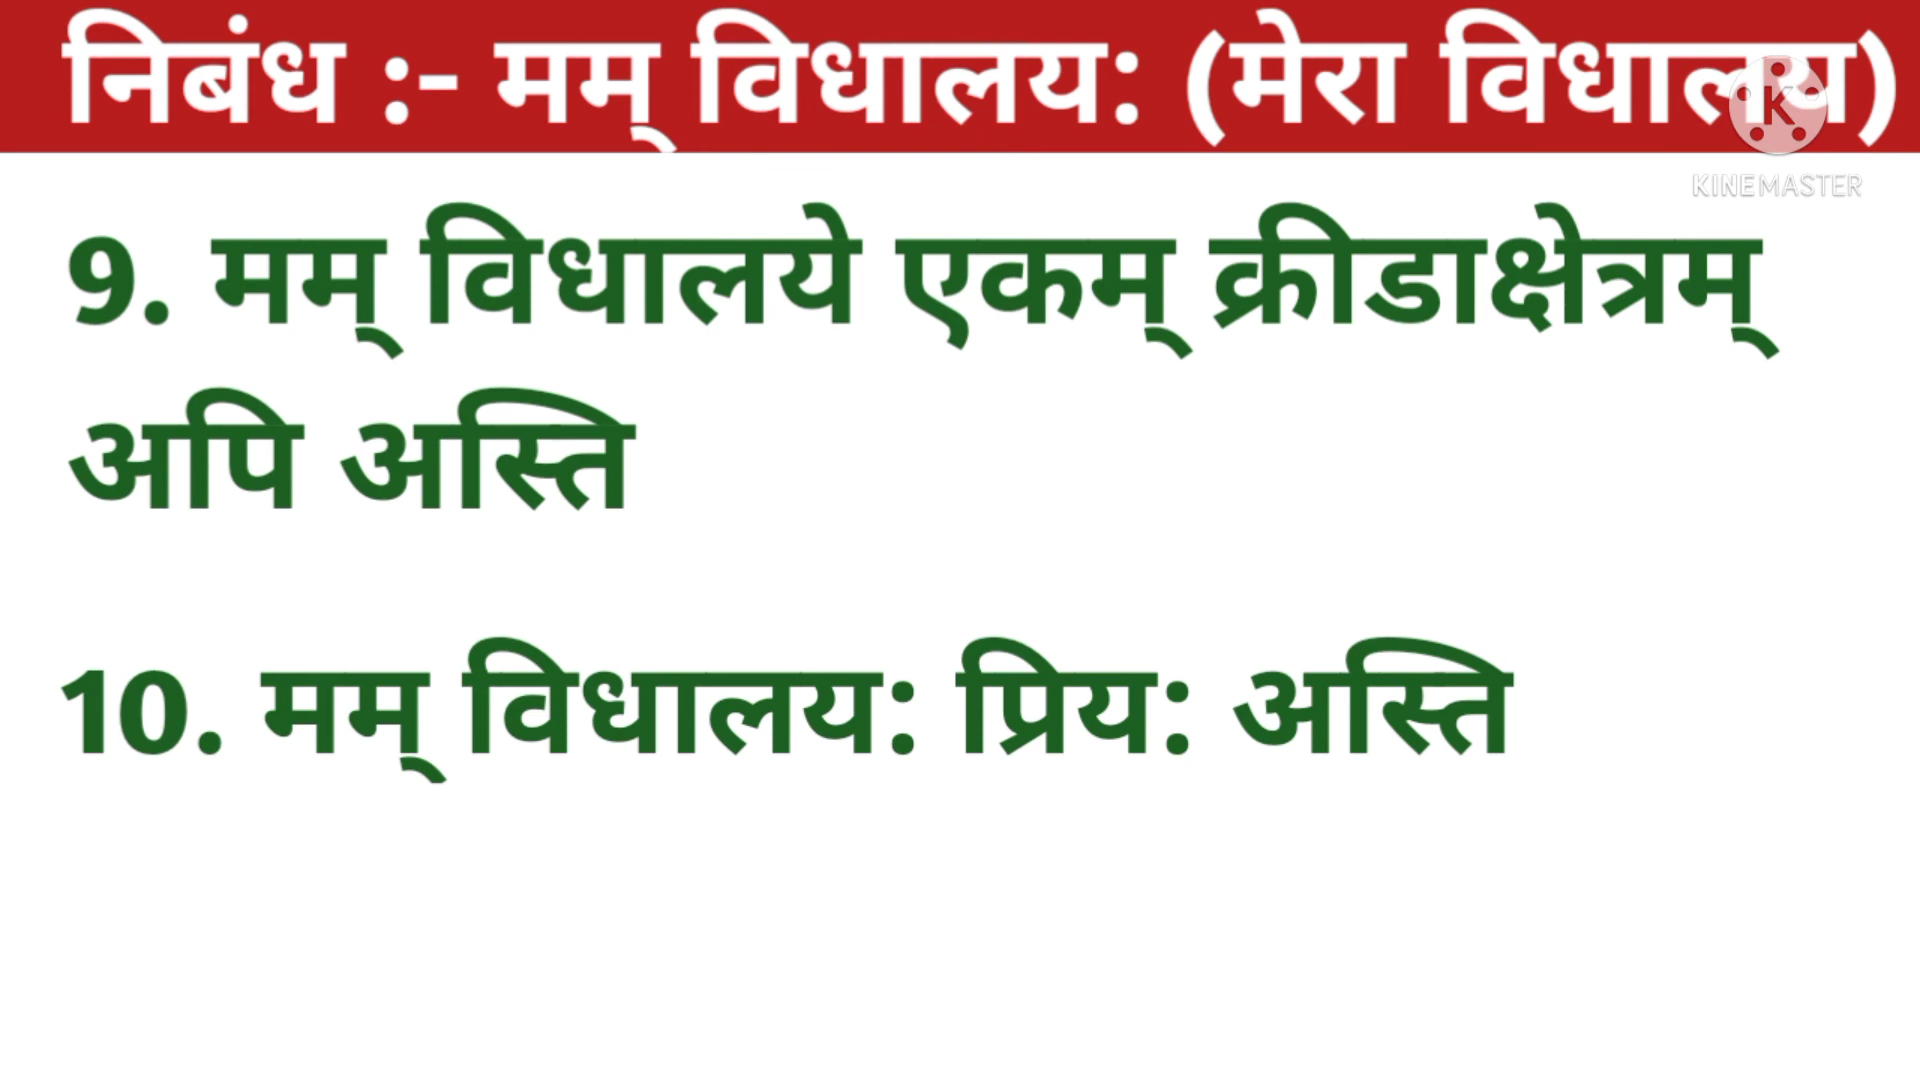 निबंध :- मम् विधालय: (मेरा विधालय)
KINEMASTER
9. मम् विधालये एकम् क्रीडाक्षेत्रम्
अपि अस्ति
10. मम् विधालय: प्रिय: अस्ति